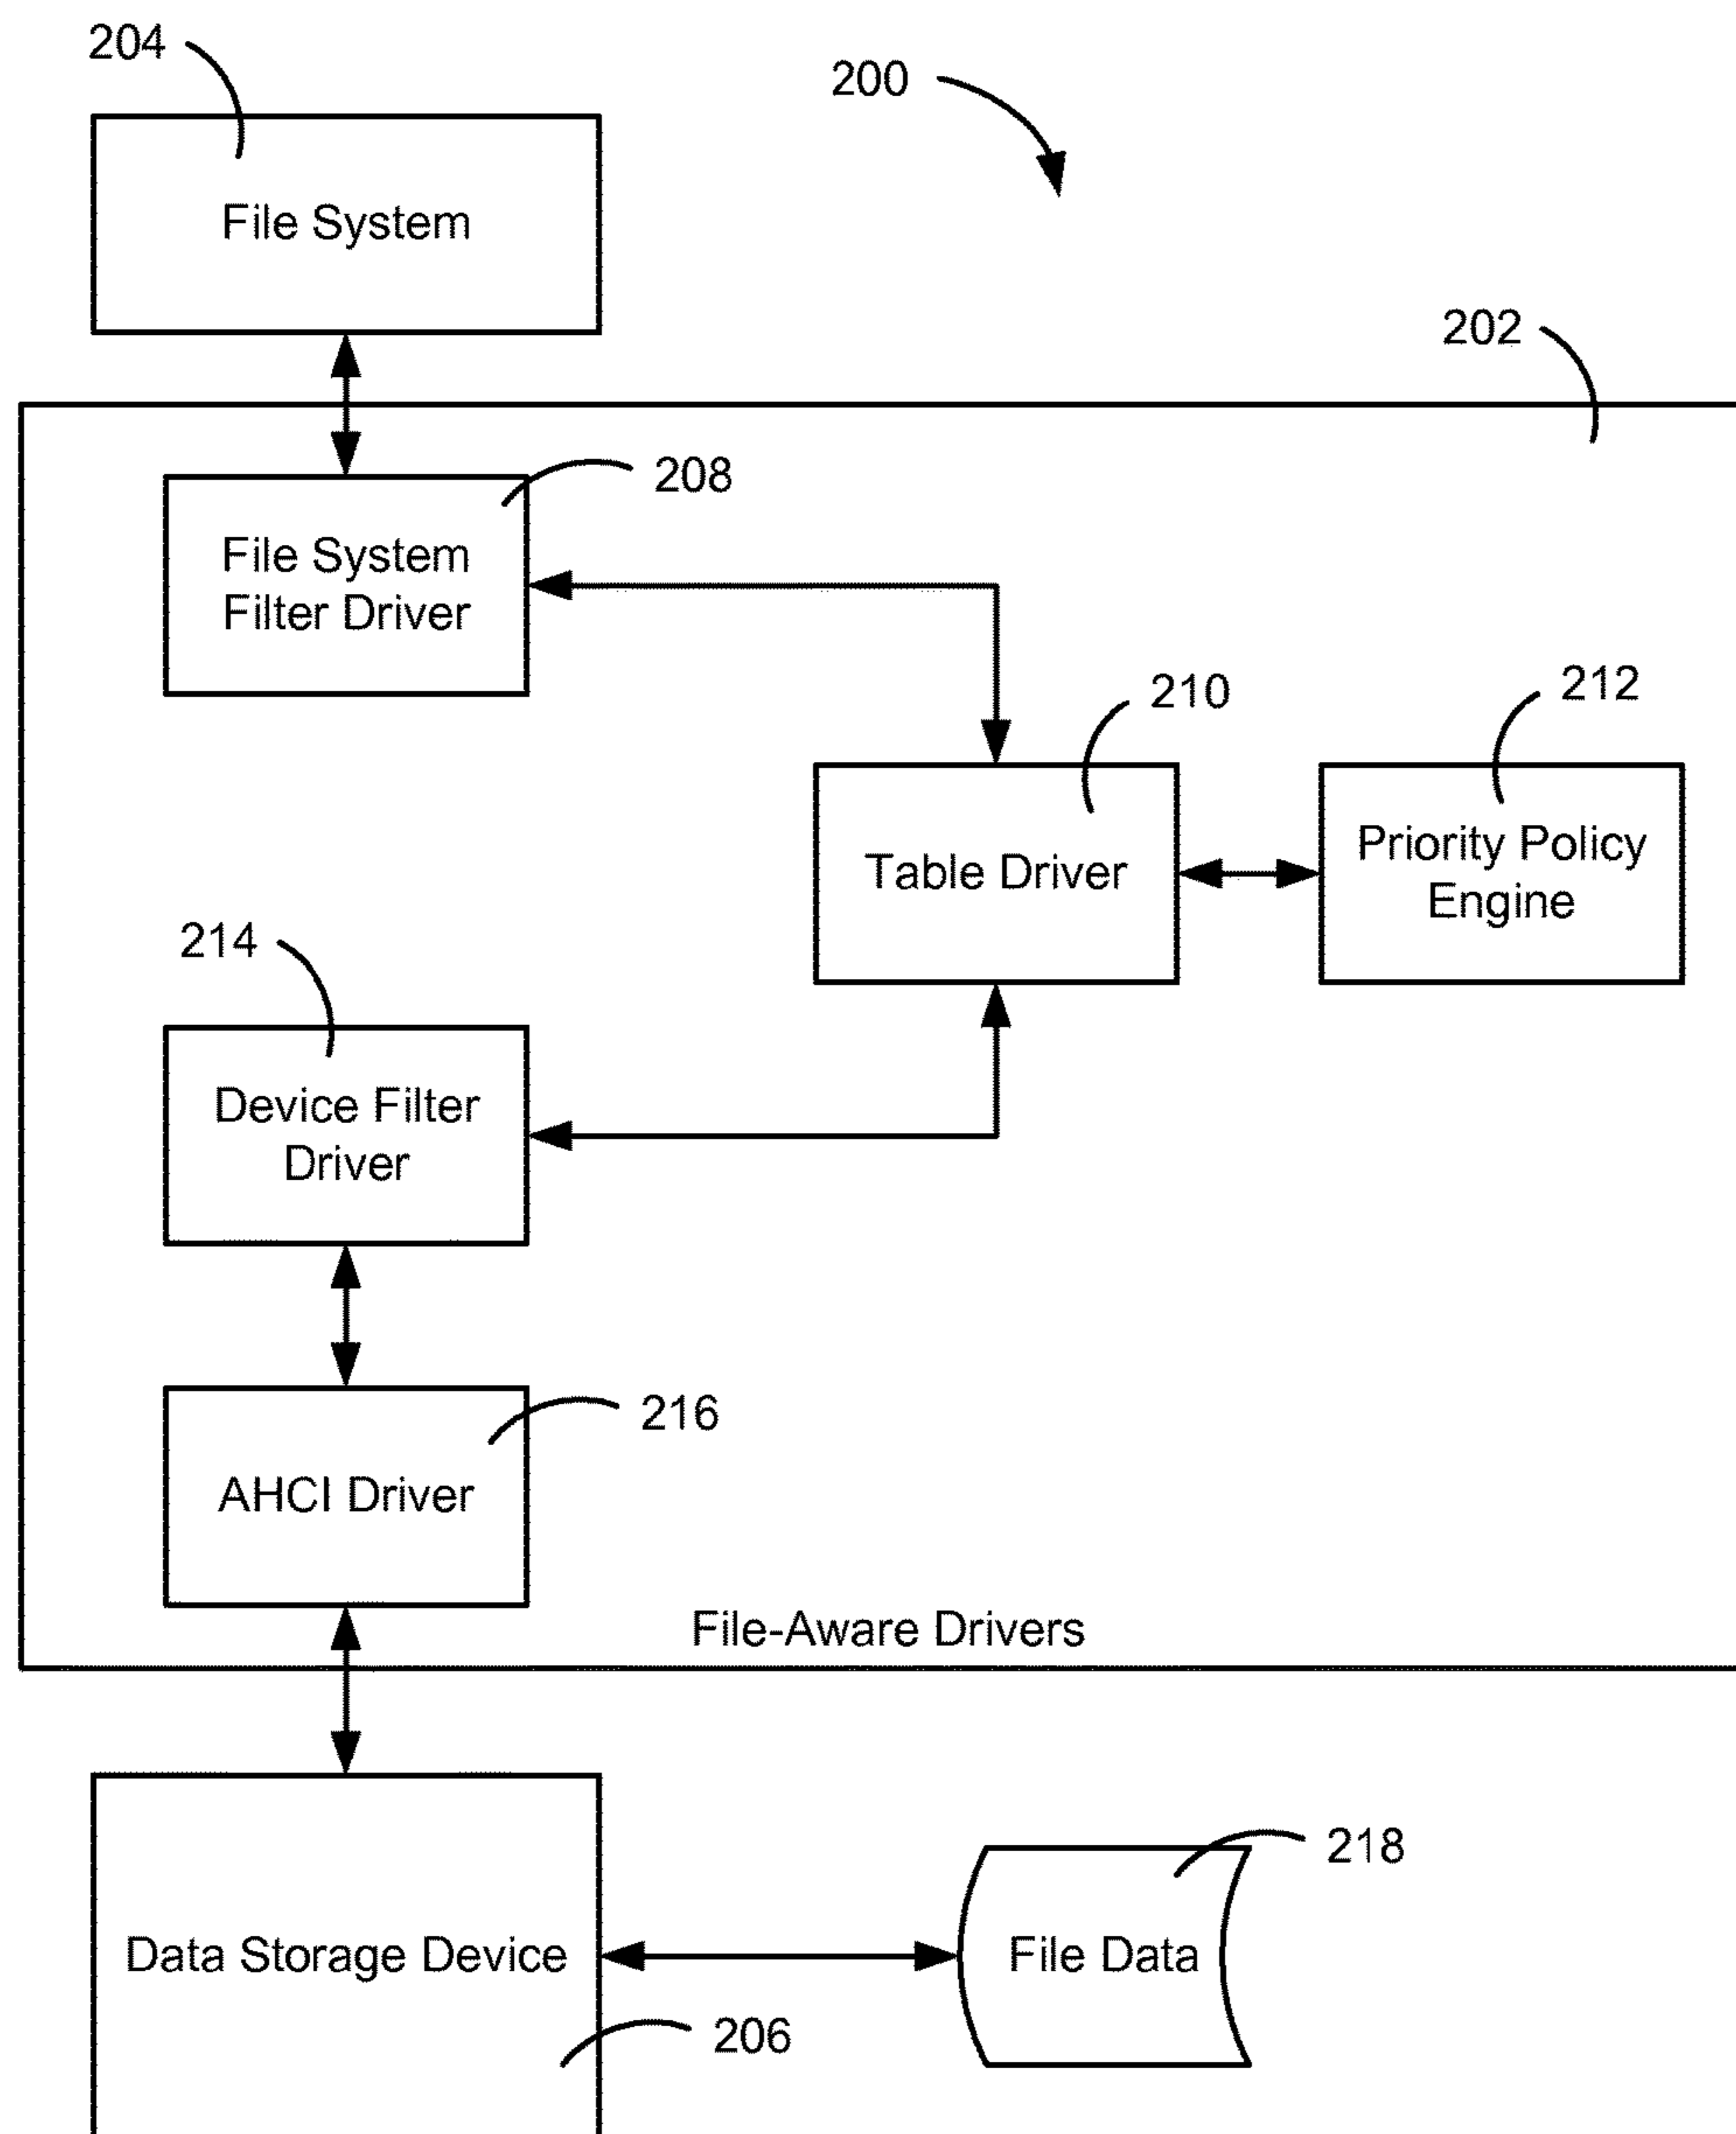 204
200
File System
202
208
File System
Filter Driver
210
212
Table Driver
Priority Policy
Engine
214
Device Filter
Driver
216
AHCI Driver
File-Aware Drivers
218
Data Storage Device
File Data
206